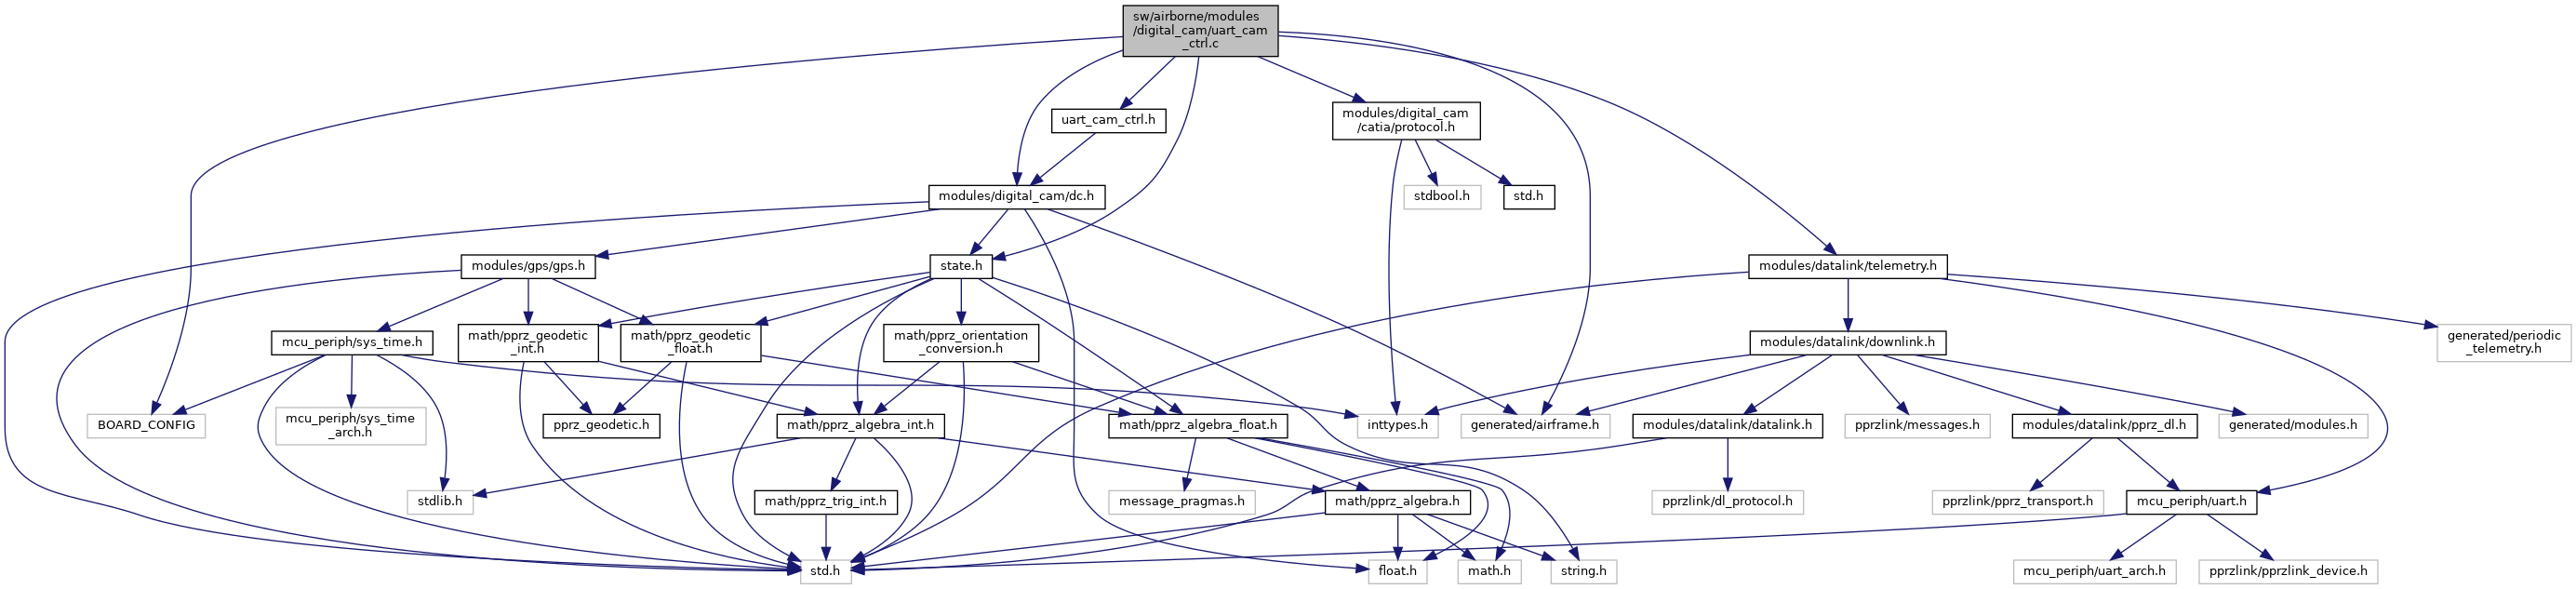 sw/airborne/modules
/digital_cam/uart_cam
_ctrl.c
uart_cam_ctrl.h
modules/digital_cam
/catia/protocol.h
modules/digital_cam/dc.h
stdbool.h
std.h
modules/gps/gps.h
state.h
modules/datalink/telemetry.h
mcu_periph/sys_time.h
math/pprz_geodetic
_int.h
math/pprz_geodetic
_float.h
math/pprz_orientation
_conversion.h
modules/datalink/downlink.h
generated/periodic
_telemetry.h
BOARD_CONFIG
mcu_periph/sys_time
_arch.h
pprz_geodetic.h
math/pprz_algebra_int.h
math/pprz_algebra_float.h
inttypes.h
generated/airframe.h
modules/datalink/datalink.h
pprzlink/messages.h
modules/datalink/pprz_dl.h
generated/modules.h
stdlib.h
math/pprz_trig_int.h
message_pragmas.h
math/pprz_algebra.h
pprzlink/dl_protocol.h
pprzlink/pprz_transport.h
mcu_periph/uart.h
std.h
float.h
math.h
string.h
mcu_periph/uart_arch.h
pprzlink/pprzlink_device.h